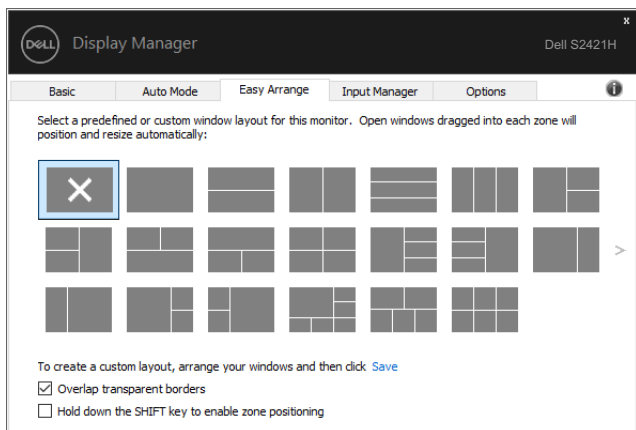 DELL Display Manager
x
Dell S2421H
Basic Auto Mode Easy Arrange Input Manager Options
Select a predefined or custom window layout for this monitor. Open windows dragged into each zone will
position and resize automatically:
To create a custom layout, arrange your windows and then click Save
Overlap transparent borders
Hold down the SHIFT key to enable zone positioning